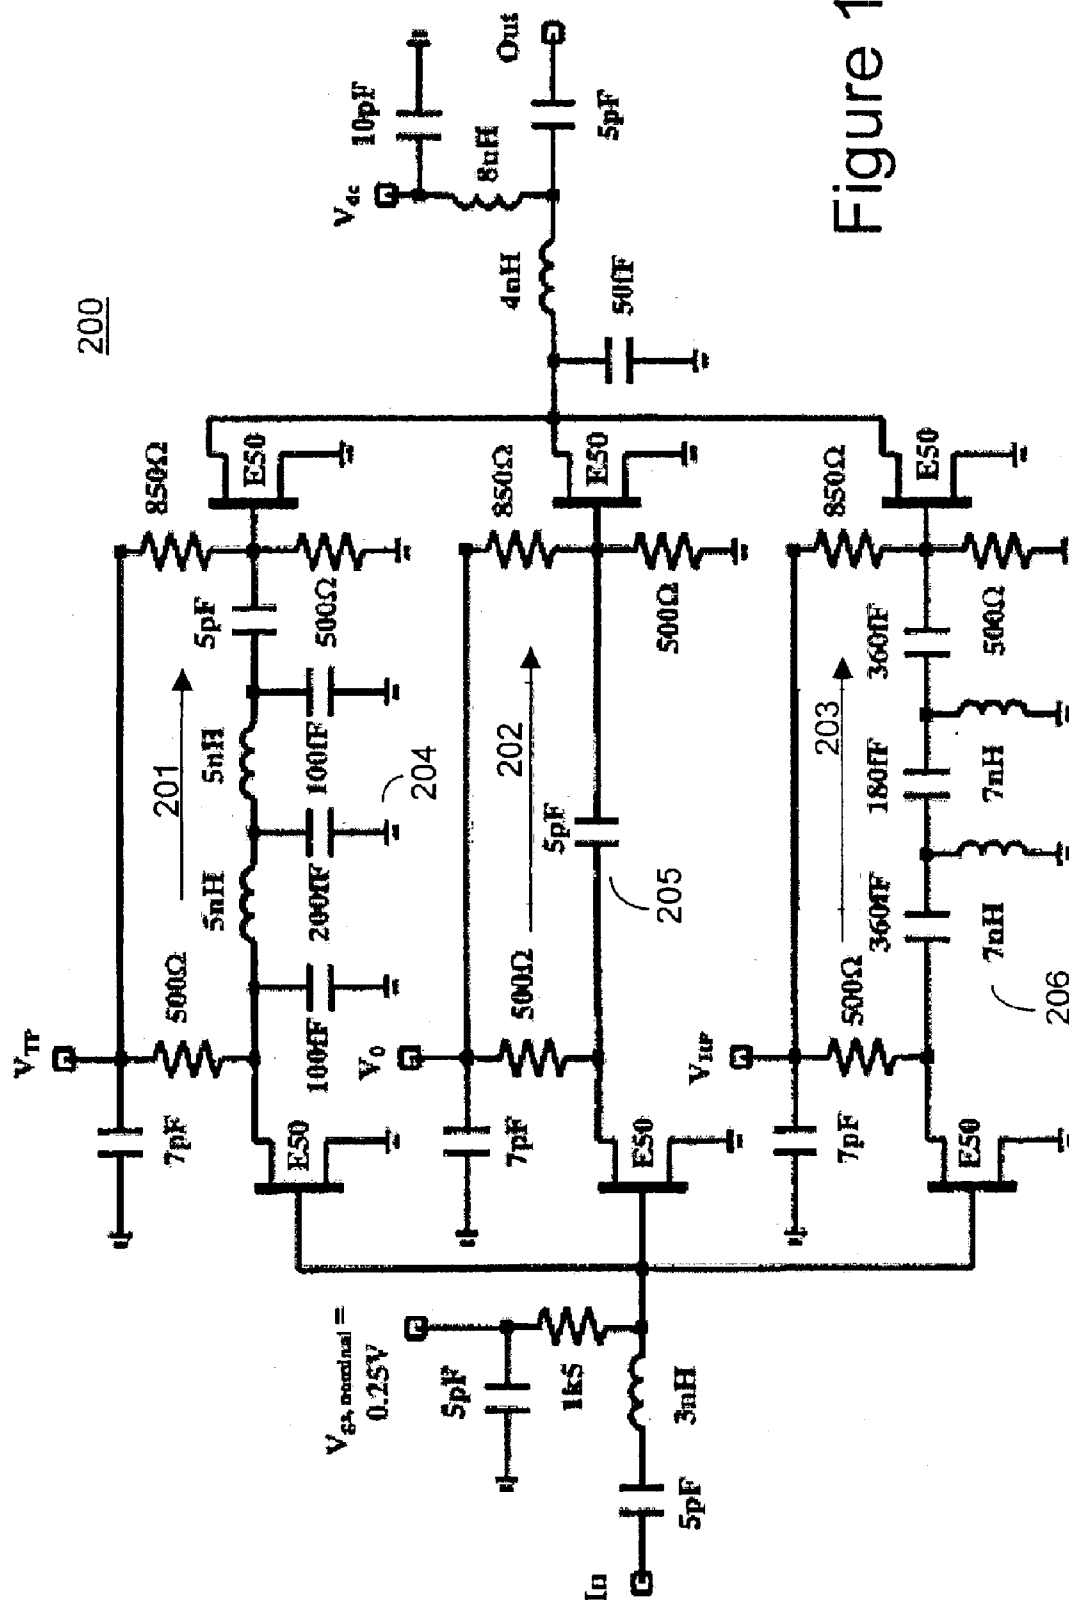 200
Figure 1
In
5pF
3nH
1k5
5pF
Vgs, nominal =
0.25V
E50
7pF
VTP
500Ω
100fF
5nH
200fF
5nH
100fF
5pF
850Ω
500Ω
E50
201
204
E50
7pF
V0
500Ω
5pF
850Ω
500Ω
E50
202
205
E50
7pF
500Ω
360fF
7nH
180fF
7nH
360fF
850Ω
500Ω
E50
203
206
50fF
4nH
8nH
Vdc
10pF
5pF
Out